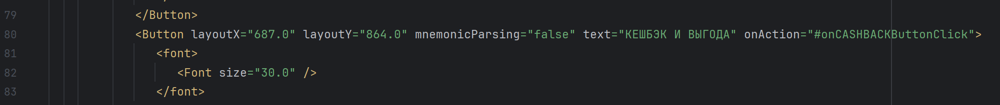 79 </Button>
80 <Button layoutX="687.0" layoutY="864.0" mnemonicParsing="false" text="КЕШБЭК И ВЫГОДА" onAction="#onCASHBACKButtonClick">
81 <font>
82 <Font size="30.0" />
83 </font>